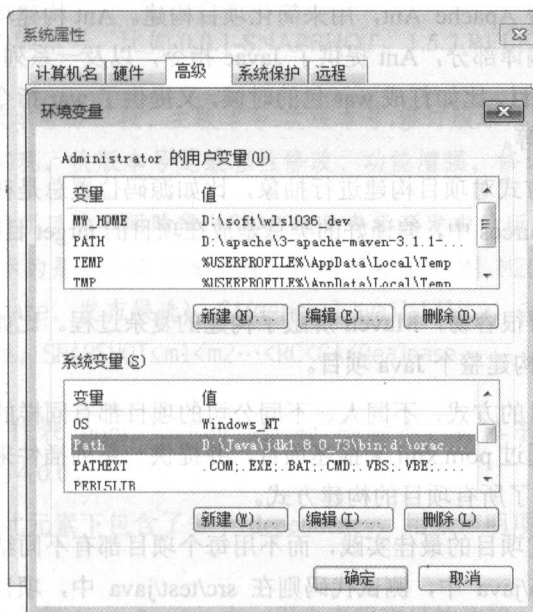 系统属性
计算机名 硬件 高级 系统保护 远程
环境变量
Administrator 的用户变量(U)
变量 值
MW_HOME D:\soft\wls1036_dev
PATH D:\apache\3-apache-maven-3.1.1-...
TEMP %USERPROFILE%\AppData\Local\Temp
TMP %USERPROFILE%\AppData\Local\Temp
新建(N)... 编辑(E)... 删除(D)
系统变量(S)
变量 值
OS Windows_NT
Path D:\Java\jdk1.8.0_73\bin;d:\orac...
PATHEXT .COM;.EXE;.BAT;.CMD;.VBS;.VBE;...
PERL5LIB
新建(W)... 编辑(I)... 删除(L)
确定 取消